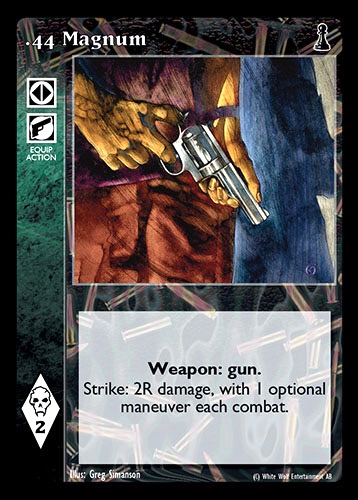 .44 Magnum
EQUIP
ACTION
Weapon: gun.
Strike: 2R damage, with 1 optional
maneuver each combat.
2
Illus: Greg Simanson
(C) White Wolf Entertainment AB